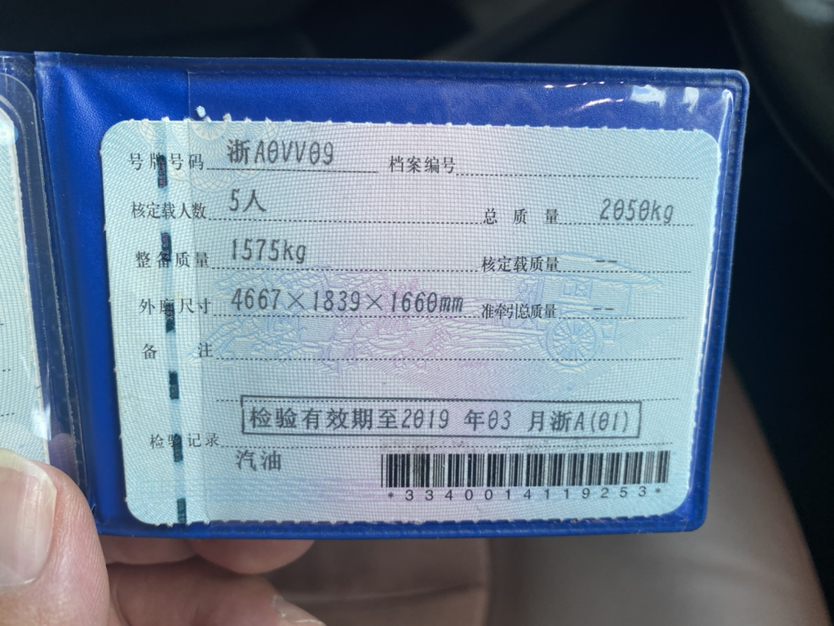 号牌号码 浙A0VV09 档案编号
核定载人数 5人 总质量 2050kg
整备质量 1575kg 核定载质量 --
外廓尺寸 4667×1839×1660mm 准牵引总质量 --
备注
检验有效期至2019 年03 月浙A(01)
检验记录
汽油
*3340014119253*